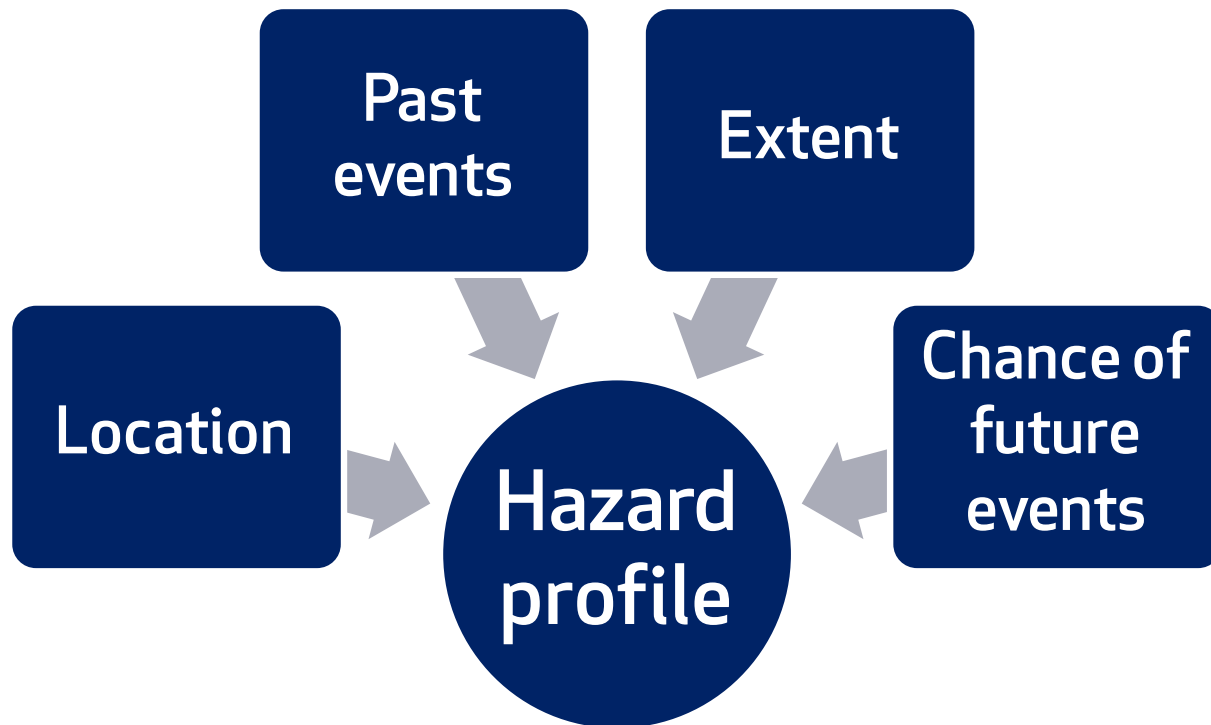 Past
events
Extent
Location
Chance of
future
events
Hazard
profile